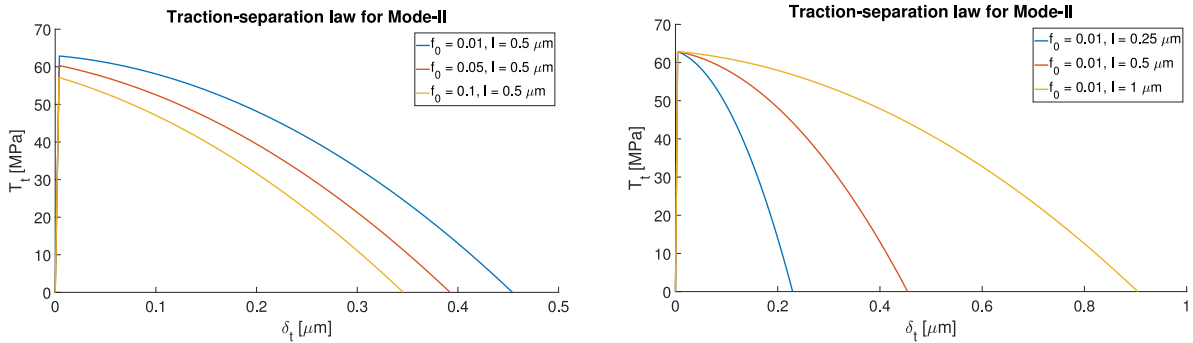 Traction-separation law for Mode-II
70
60
50
40
30
20
10
0
T_t [MPa]
f_0 = 0.01, l = 0.5 μm
f_0 = 0.05, l = 0.5 μm
f_0 = 0.1, l = 0.5 μm
0 0.1 0.2 0.3 0.4 0.5
δ_t [μm]
Traction-separation law for Mode-II
70
60
50
40
30
20
10
0
T_t [MPa]
f_0 = 0.01, l = 0.25 μm
f_0 = 0.01, l = 0.5 μm
f_0 = 0.01, l = 1 μm
0 0.2 0.4 0.6 0.8 1
δ_t [μm]